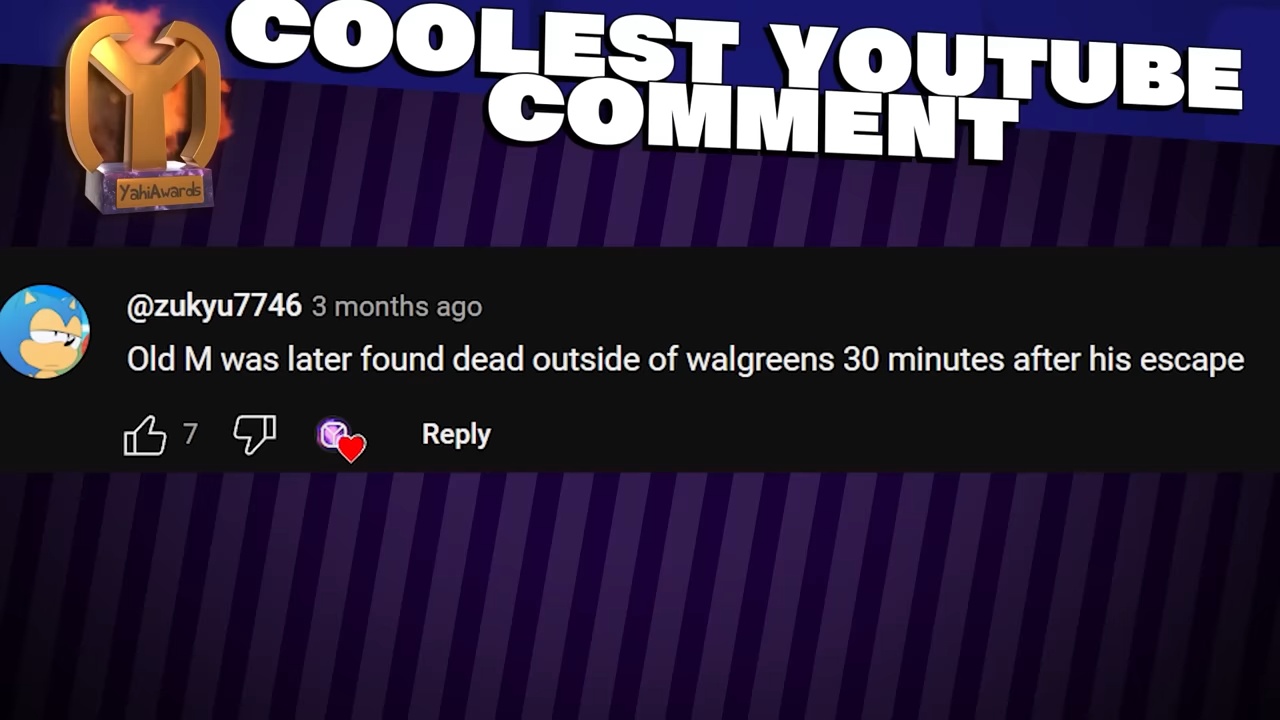 COOLEST YOUTUBE
COMMENT
YahiAwards
@zukyu7746 3 months ago
Old M was later found dead outside of walgreens 30 minutes after his escape
7 Reply